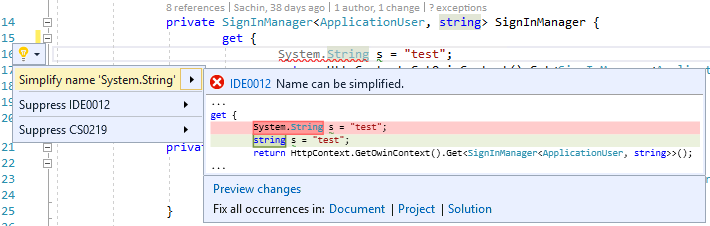 8 references | Sachin, 38 days ago | 1 author, 1 change | ? exceptions
14 private SignInManager<ApplicationUser, string> SignInManager {
15 get {
16 System.String s = "test";
Simplify name 'System.String'
Suppress IDE0012
Suppress CS0219
IDE0012 Name can be simplified.
...
get {
System.String s = "test";
string s = "test";
return HttpContext.GetOwinContext().Get<SignInManager<ApplicationUser, string>>();
...
Preview changes
Fix all occurrences in: Document | Project | Solution
21 private
22
23
24
25 }
26